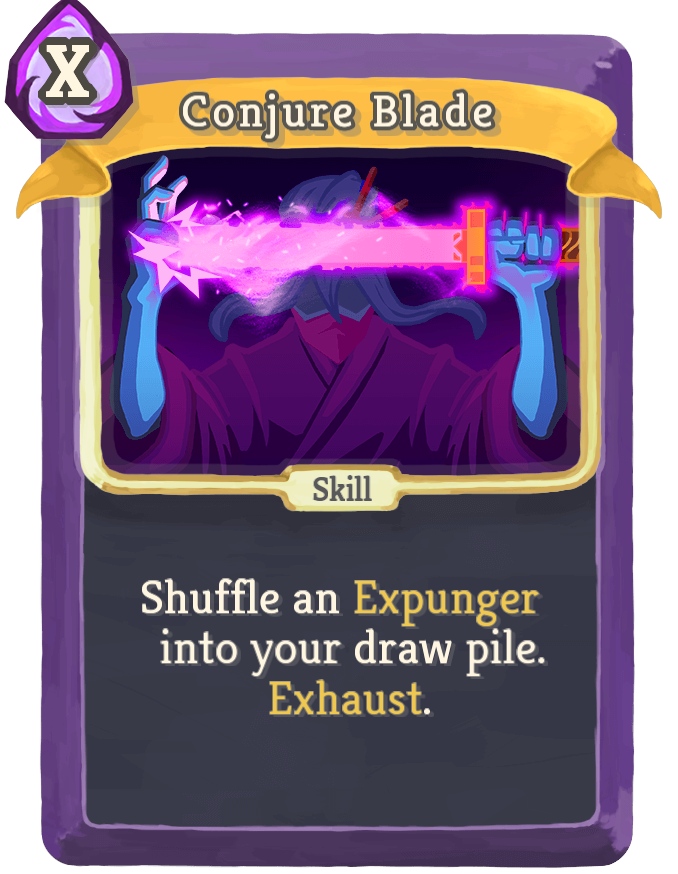 X
Conjure Blade
Skill
Shuffle an Expunger
into your draw pile.
Exhaust.